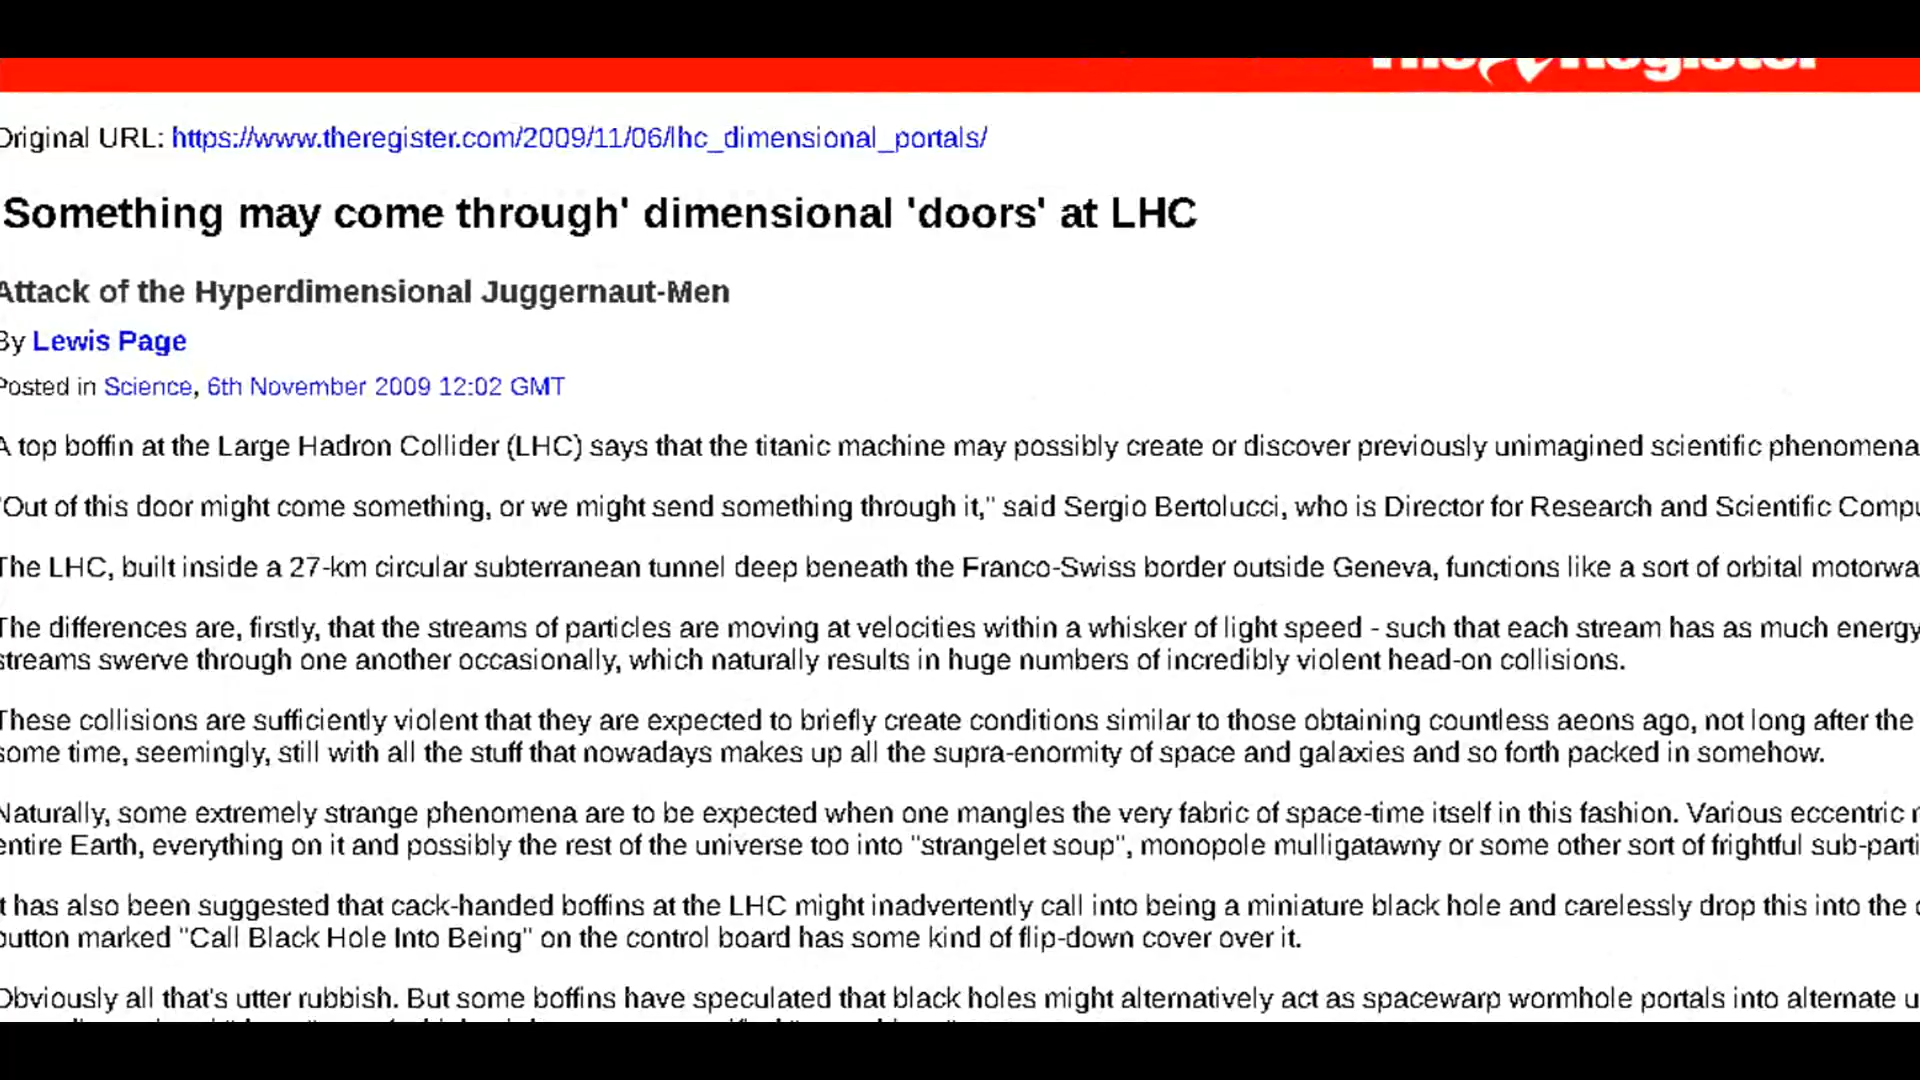 The Register
Original URL: https://www.theregister.com/2009/11/06/lhc_dimensional_portals/
Something may come through' dimensional 'doors' at LHC
Attack of the Hyperdimensional Juggernaut-Men
By Lewis Page
Posted in Science, 6th November 2009 12:02 GMT
A top boffin at the Large Hadron Collider (LHC) says that the titanic machine may possibly create or discover previously unimagined scientific phenomena
"Out of this door might come something, or we might send something through it," said Sergio Bertolucci, who is Director for Research and Scientific Compu
The LHC, built inside a 27-km circular subterranean tunnel deep beneath the Franco-Swiss border outside Geneva, functions like a sort of orbital motorwa
The differences are, firstly, that the streams of particles are moving at velocities within a whisker of light speed - such that each stream has as much energy
streams swerve through one another occasionally, which naturally results in huge numbers of incredibly violent head-on collisions.
These collisions are sufficiently violent that they are expected to briefly create conditions similar to those obtaining countless aeons ago, not long after the
some time, seemingly, still with all the stuff that nowadays makes up all the supra-enormity of space and galaxies and so forth packed in somehow.
Naturally, some extremely strange phenomena are to be expected when one mangles the very fabric of space-time itself in this fashion. Various eccentric
entire Earth, everything on it and possibly the rest of the universe too into "strangelet soup", monopole mulligatawny or some other sort of frightful sub-parti
It has also been suggested that cack-handed boffins at the LHC might inadvertently call into being a miniature black hole and carelessly drop this into the
button marked "Call Black Hole Into Being" on the control board has some kind of flip-down cover over it.
Obviously all that's utter rubbish. But some boffins have speculated that black holes might alternatively act as spacewarp wormhole portals into alternate u